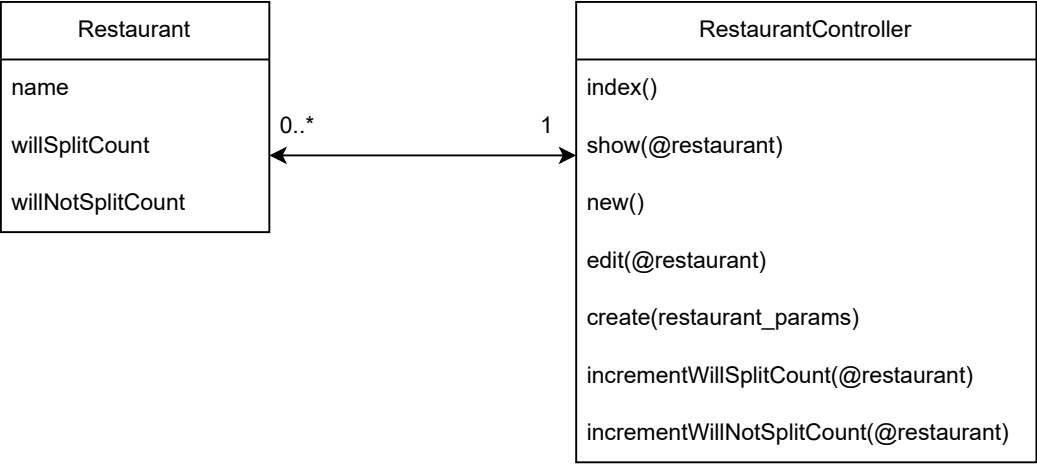 Restaurant
name
willSplitCount
willNotSplitCount
0..*
1
RestaurantController
index()
show(@restaurant)
new()
edit(@restaurant)
create(restaurant_params)
incrementWillSplitCount(@restaurant)
incrementWillNotSplitCount(@restaurant)